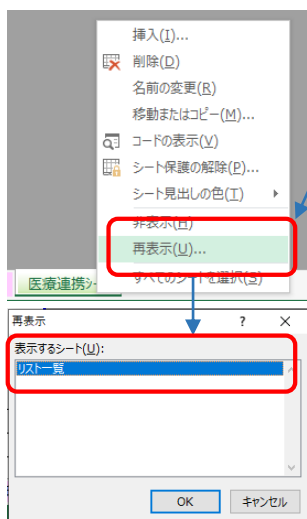 挿入(I)...
削除(D)
名前の変更(R)
移動またはコピー(M)...
コードの表示(V)
シート保護の解除(P)...
シート見出しの色(T)
非表示(H)
再表示(U)...
すべてのシートを選択(S)
医療連携シ
再表示 ? ×
表示するシート(U):
リスト一覧
OK キャンセル